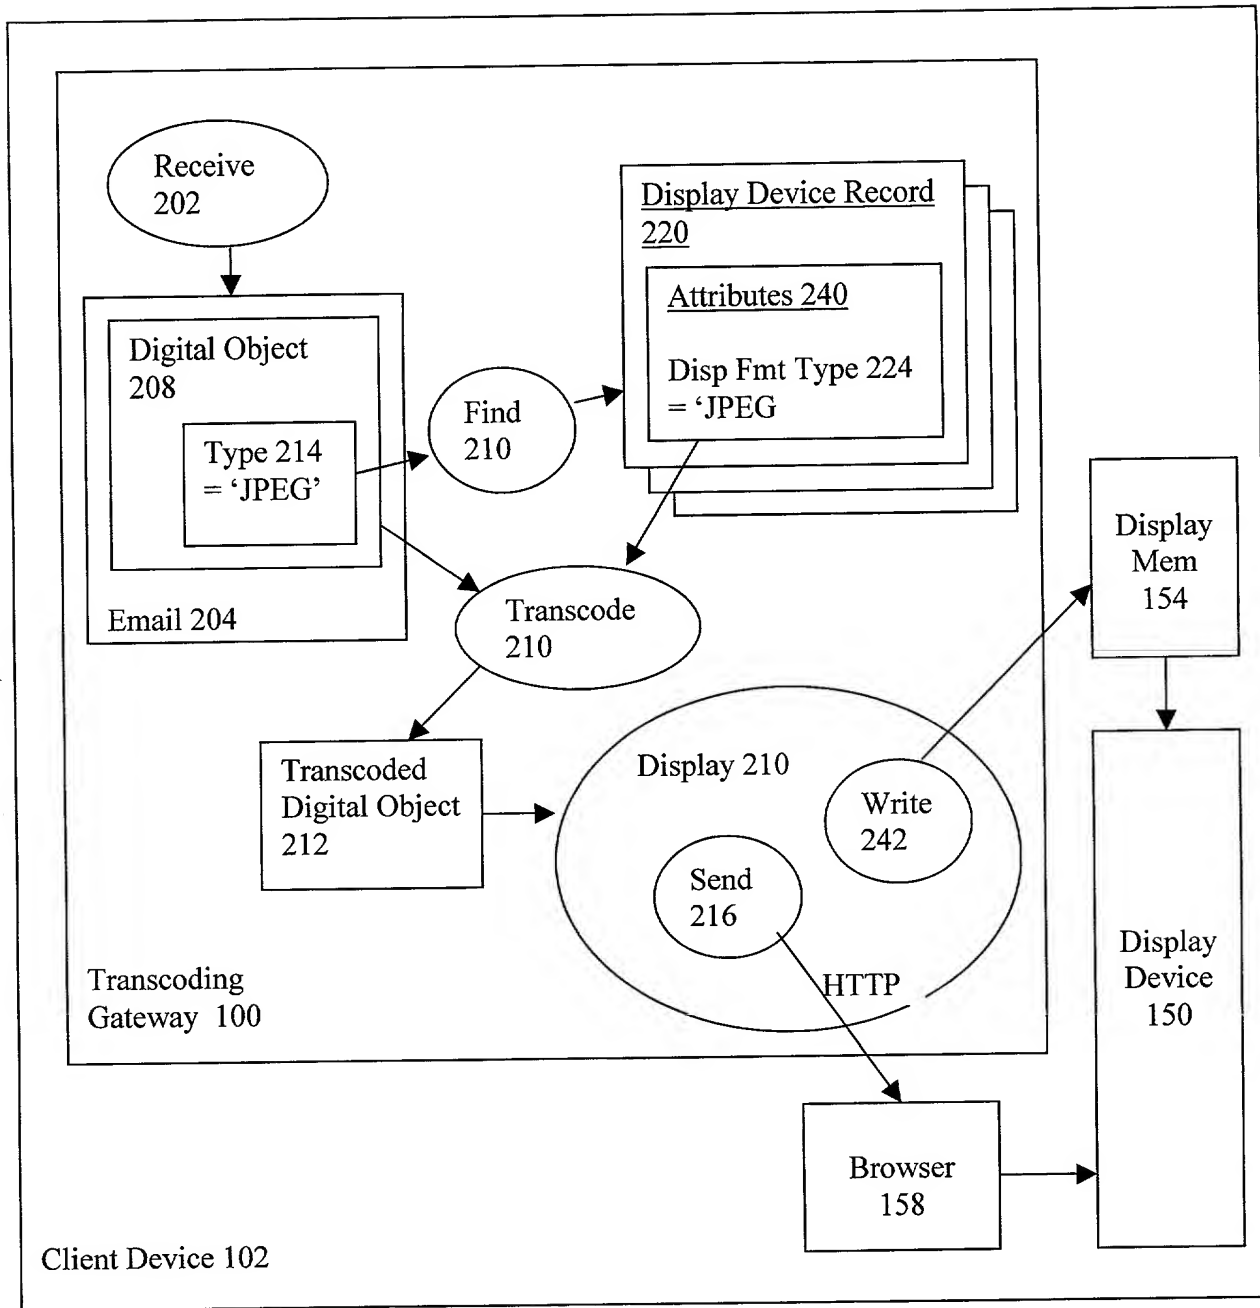 Receive
202
Display Device Record
220
Attributes 240
Disp Fmt Type 224
= ‘JPEG
Digital Object
208
Type 214
= ‘JPEG’
Email 204
Find
210
Transcode
210
Display
Mem
154
Transcoded
Digital Object
212
Display 210
Write
242
Send
216
HTTP
Display
Device
150
Transcoding
Gateway 100
Browser
158
Client Device 102